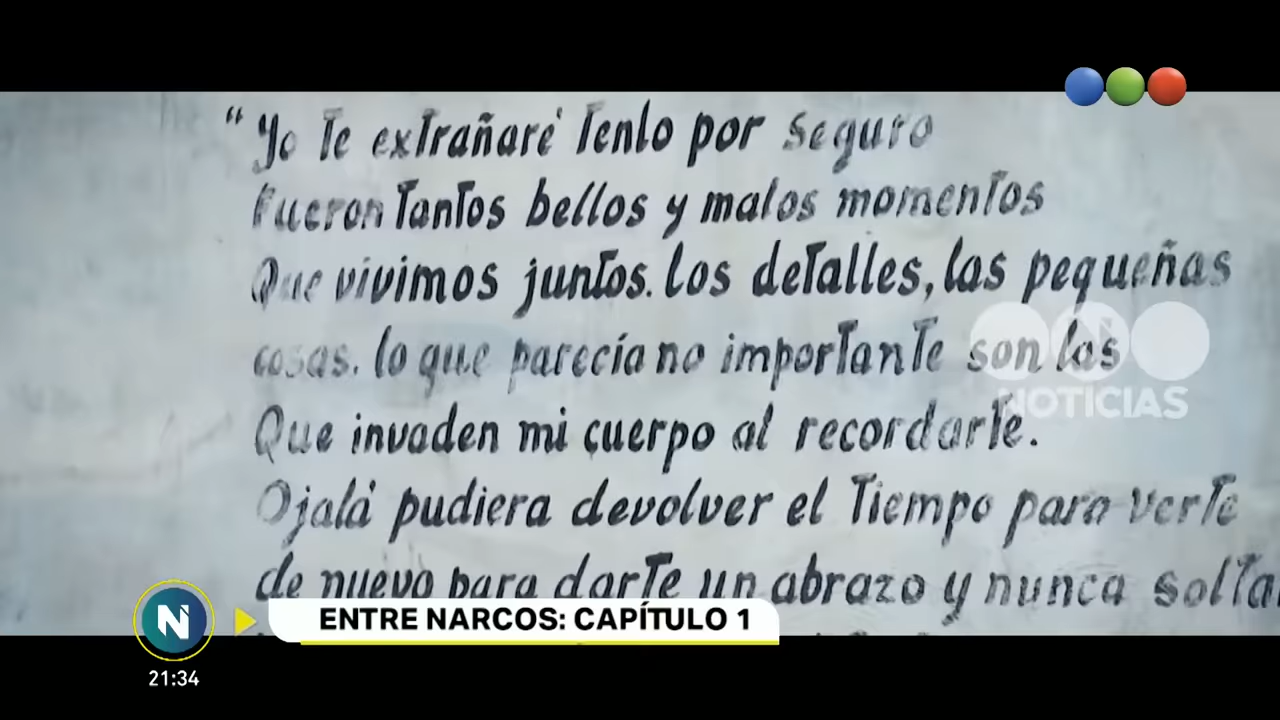 “Yo Te exTrañaré Tenlo por seguro
Fueron TanTos bellos y malos momenTos
Que vivimos junTos. los deTalles, las pequeñas
cosas. lo que parecía no imporTanTe son las
Que invaden mi cuerpo al recordarTe.
Ojalá pudiera devolver el Tiempo para verTe
de nuevo para darTe un abrazo y nunca solTa
NOTICIAS
N
ENTRE NARCOS: CAPÍTULO 1
21:34